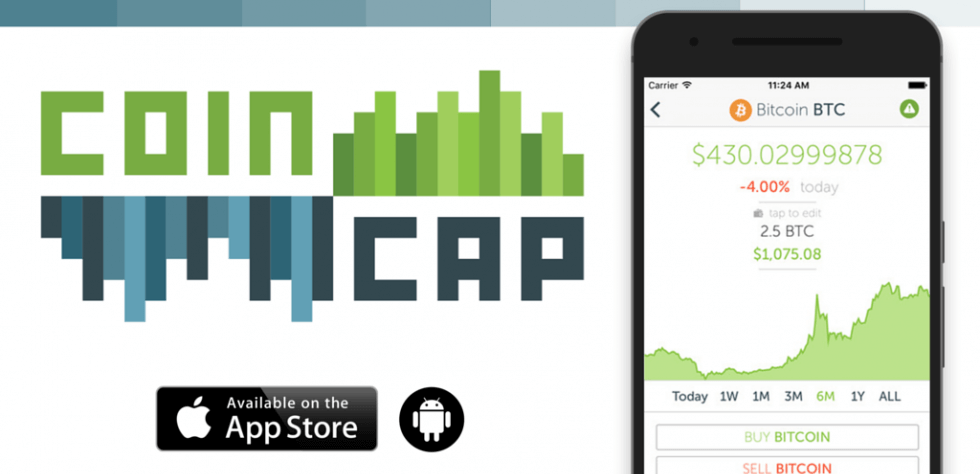 COIN
CAP
Available on the
App Store
Carrier 11:24 AM
Bitcoin BTC
$430.02999878
-4.00% today
tap to edit
2.5 BTC
$1,075.08
Today 1W 1M 3M 6M 1Y ALL
BUY BITCOIN
SELL BITCOIN